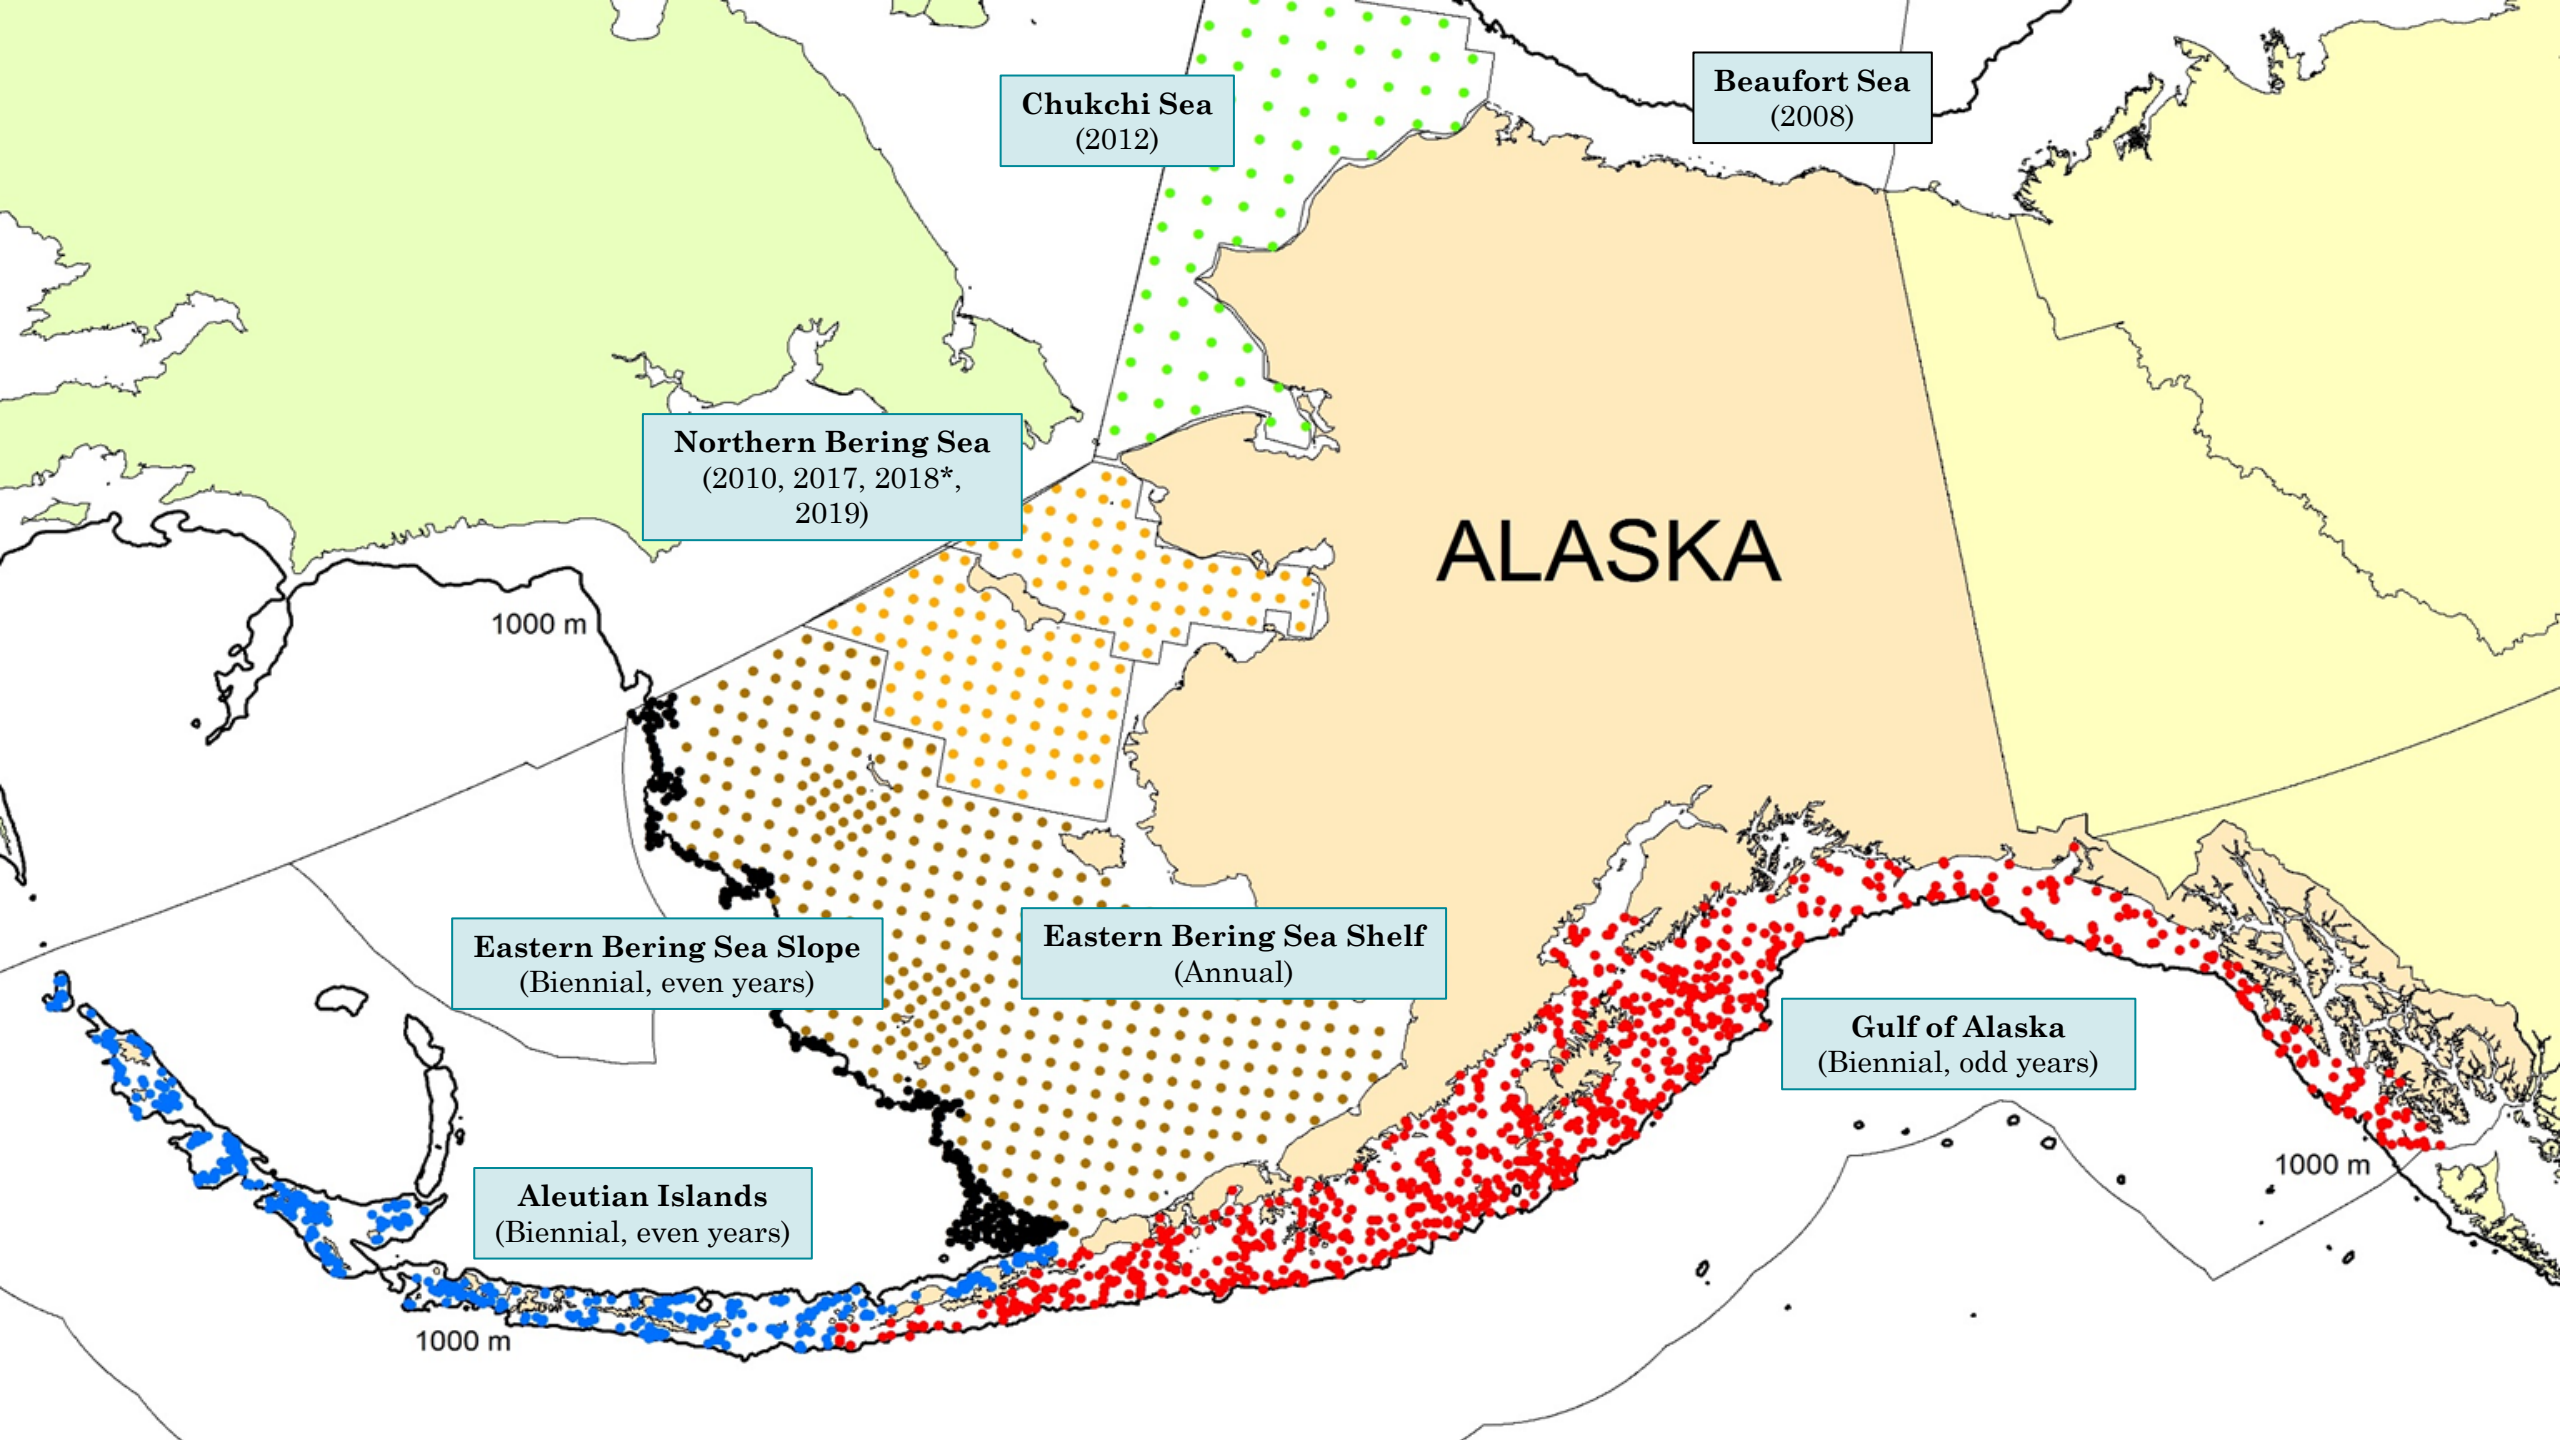 Beaufort Sea
(2008)
Chukchi Sea
(2012)
Northern Bering Sea
(2010, 2017, 2018*,
2019)
ALASKA
1000 m
Eastern Bering Sea Slope
(Biennial, even years)
Eastern Bering Sea Shelf
(Annual)
Gulf of Alaska
(Biennial, odd years)
1000 m
Aleutian Islands
(Biennial, even years)
1000 m